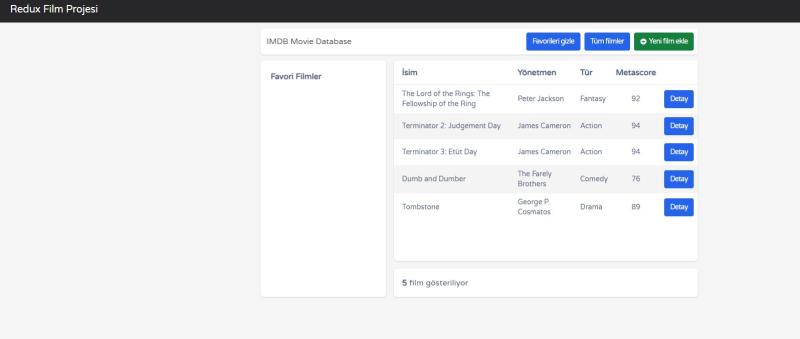 Redux Film Projesi
IMDB Movie Database Favorileri gizle Tüm filmler Yeni film ekle
Favori Filmler
İsim Yönetmen Tür Metascore
The Lord of the Rings: The
Fellowship of the Ring Peter Jackson Fantasy 92 Detay
Terminator 2: Judgement Day James Cameron Action 94 Detay
Terminator 3: Etüt Day James Cameron Action 94 Detay
Dumb and Dumber The Farely
Brothers Comedy 76 Detay
Tombstone George P.
Cosmatos Drama 89 Detay
5 film gösteriliyor